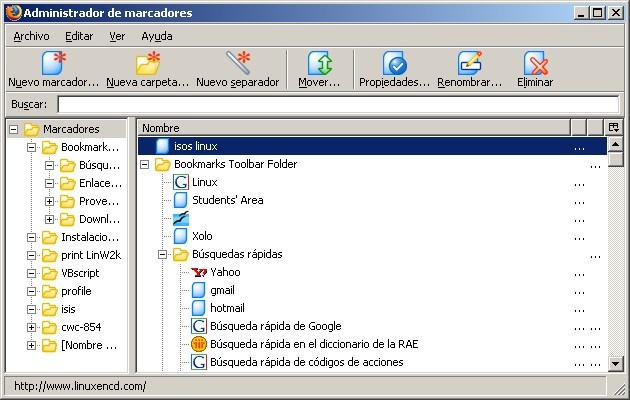 Administrador de marcadores
Archivo Editar Ver Ayuda
Nuevo marcador... Nueva carpeta... Nuevo separador Mover... Propiedades... Renombrar... Eliminar
Buscar:
Marcadores
Bookmark...
Búsqu...
Enlace...
Prove...
Downl...
Instalacio...
print LinW2k
VBscript
profile
isis
cwc-854
[Nombre ...
Nombre
isos linux ...
Bookmarks Toolbar Folder ...
Linux ...
Students' Area ...
...
Xolo ...
Búsquedas rápidas ...
Yahoo ...
gmail ...
hotmail ...
Búsqueda rápida de Google ... ...
Búsqueda rápida en el diccionario de la RAE ... ...
Búsqueda rápida de códigos de acciones ... ...
http://www.linuxencd.com/